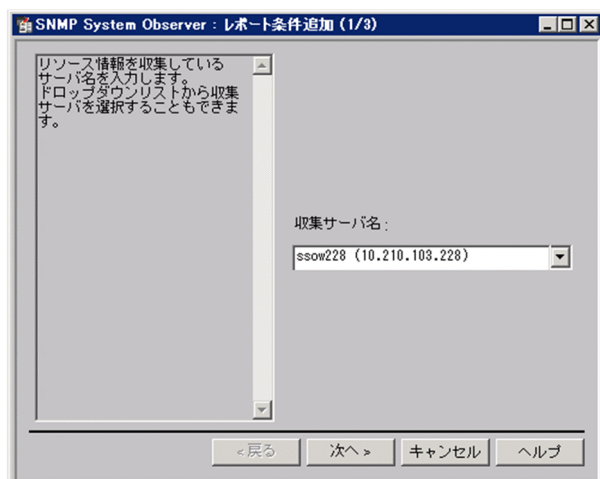 SNMP System Observer：レポート条件追加 (1/3)
リソース情報を収集している
サーバ名を入力します。
ドロップダウンリストから収集
サーバを選択することもできま
す。
収集サーバ名：
ssow228 (10.210.103.228)
«戻る
次へ»
キャンセル
ヘルプ